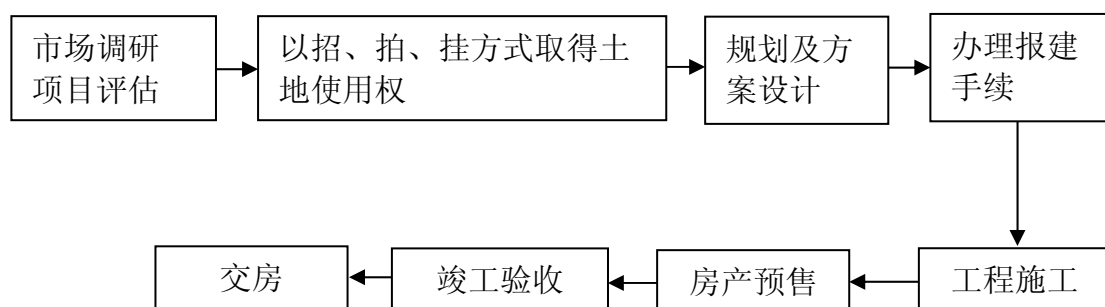 市场调研
项目评估
以招、拍、挂方式取得土
地使用权
规划及方
案设计
办理报建
手续
工程施工
房产预售
竣工验收
交房